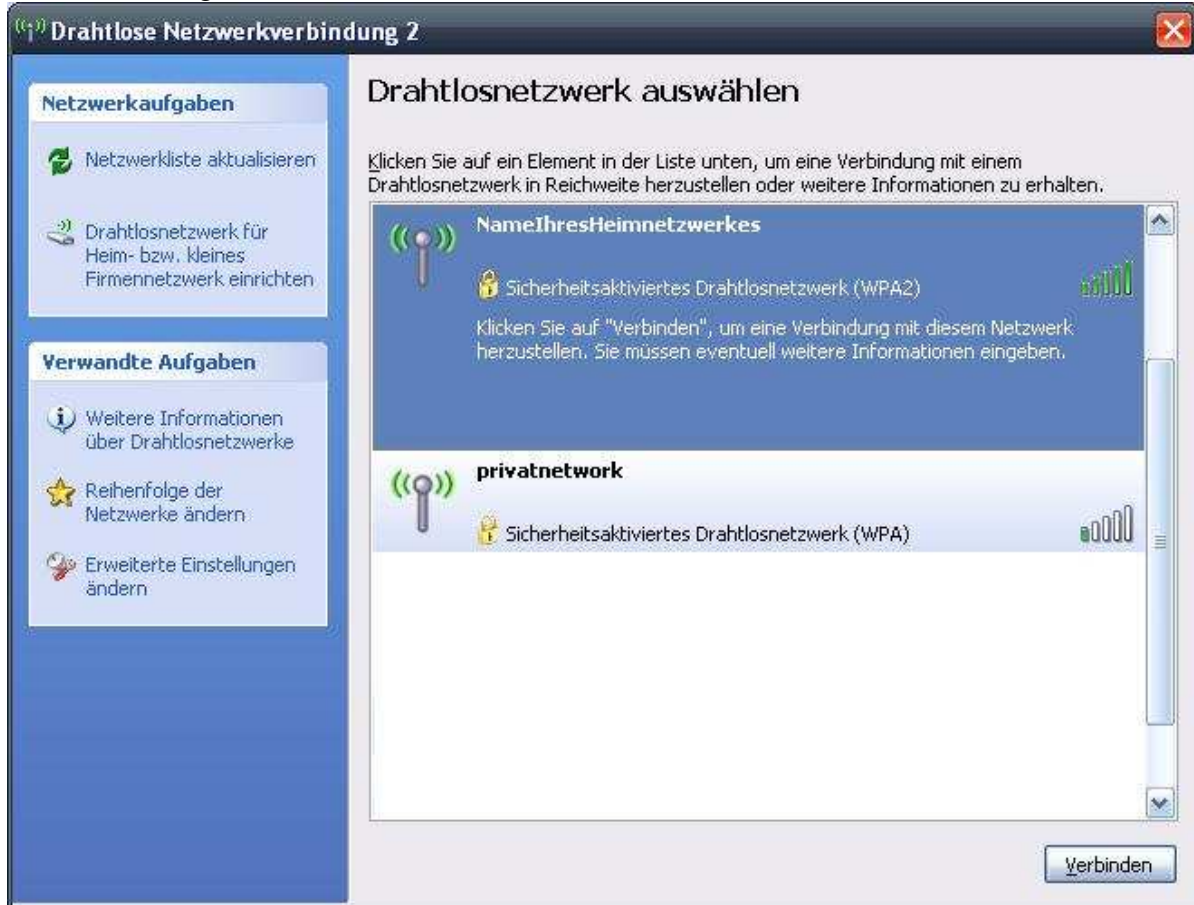 Drahtlose Netzwerkverbindung 2
Netzwerkaufgaben
Netzwerkliste aktualisieren
Drahtlosnetzwerk für
Heim- bzw. kleines
Firmennetzwerk einrichten
Verwandte Aufgaben
Weitere Informationen
über Drahtlosnetzwerke
Reihenfolge der
Netzwerke ändern
Erweiterte Einstellungen
ändern
Drahtlosnetzwerk auswählen
Klicken Sie auf ein Element in der Liste unten, um eine Verbindung mit einem
Drahtlosnetzwerk in Reichweite herzustellen oder weitere Informationen zu erhalten.
NameIhresHeimnetzwerkes
Sicherheitsaktiviertes Drahtlosnetzwerk (WPA2)
Klicken Sie auf "Verbinden", um eine Verbindung mit diesem Netzwerk
herzustellen. Sie müssen eventuell weitere Informationen eingeben.
privatnetwork
Sicherheitsaktiviertes Drahtlosnetzwerk (WPA)
Verbinden